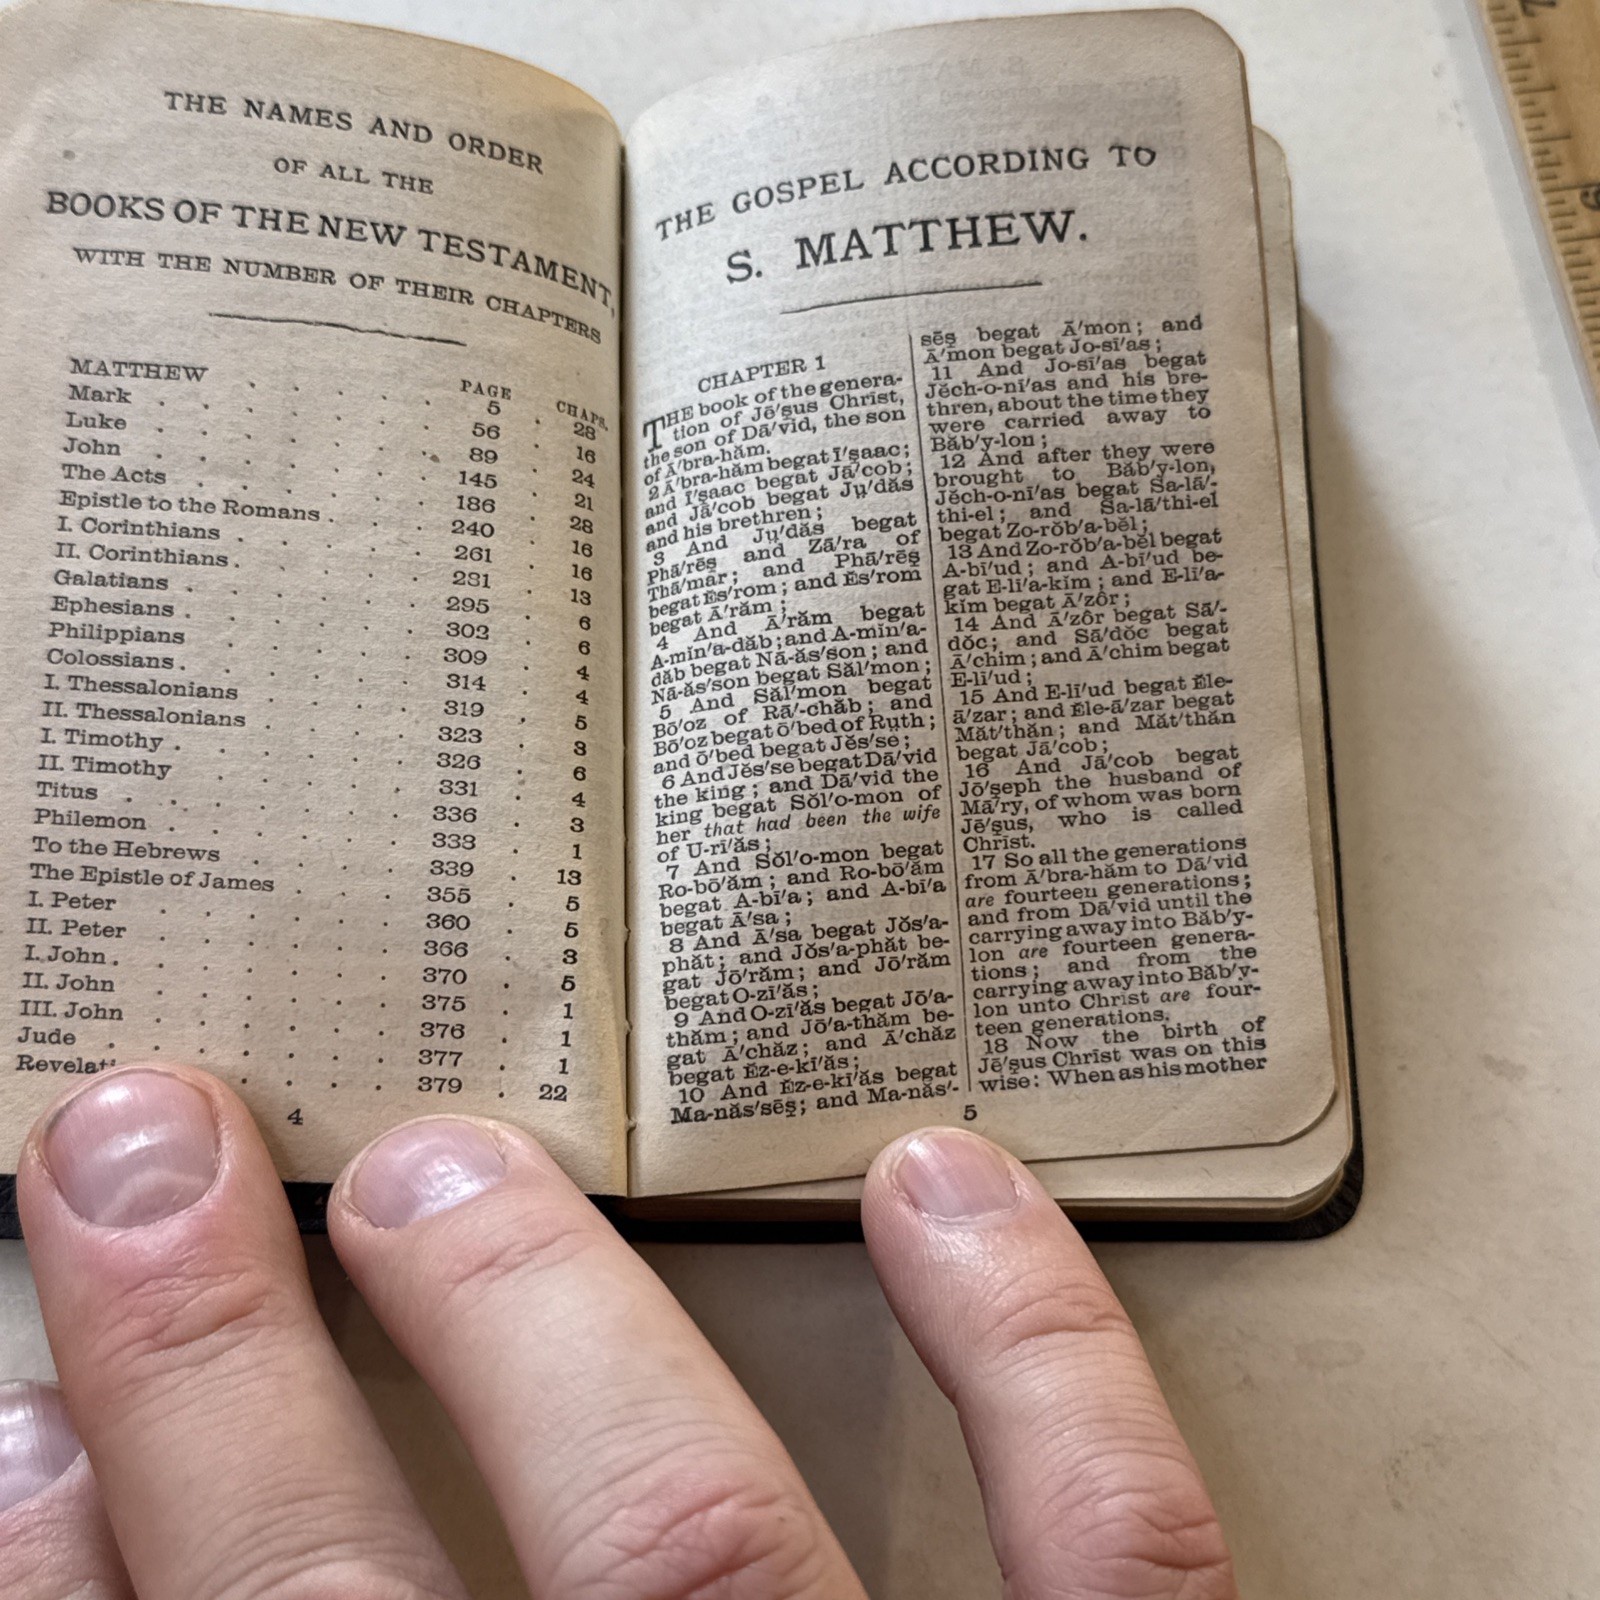 THE NAMES AND ORDER
OF ALL THE
BOOKS OF THE NEW TESTAMENT,
WITH THE NUMBER OF THEIR CHAPTERS
PAGE CHAPS.
MATTHEW . . . . . 5 . 28
Mark . . . . . . 56 . 16
Luke . . . . . . 89 . 24
John . . . . . . 145 . 21
The Acts . . . . . 186 . 28
Epistle to the Romans . . . 240 . 16
I. Corinthians . . . . 261 . 16
II. Corinthians . . . . 281 . 13
Galatians . . . . . 295 . 6
Ephesians . . . . . 302 . 6
Philippians . . . . 309 . 4
Colossians . . . . . 314 . 4
I. Thessalonians . . . . 319 . 5
II. Thessalonians . . . . 323 . 3
I. Timothy . . . . . 326 . 6
II. Timothy . . . . . 331 . 4
Titus . . . . . . 336 . 3
Philemon . . . . . 338 . 1
To the Hebrews . . . . 339 . 13
The Epistle of James . . . 355 . 5
I. Peter . . . . . 360 . 5
II. Peter . . . . . 366 . 3
I. John . . . . . . 370 . 5
II. John . . . . . 375 . 1
III. John . . . . . 376 . 1
Jude . . . . . . 377 . 1
Revelati . . . . 379 . 22
4
THE GOSPEL ACCORDING TO
S. MATTHEW.
CHAPTER 1
THE book of the genera-
tion of Jē′ṣus Christ,
the son of Dā′vid, the son
of Ā′bra-hăm.
2 Ā′bra-hăm begat Ī′ṣaac;
and Ī′ṣaac begat Jā′cob;
and Jā′cob begat Jṳ′dăs
and his brethren;
3 And Jṳ′dăs begat
Phā′rēṣ and Zā′ra of
Thā′mär; and Phā′rēṣ
begat Ĕs′rom; and Ĕs′rom
begat Ā′răm;
4 And Ā′răm begat
A-mĭn′a-dăb; and A-mĭn′a-
dăb begat Nā-ăs′son; and
Nā-ăs′son begat Săl′mon;
5 And Săl′mon begat
Bō′oz of Rā′-chăb; and
Bō′oz begat Ō′bed of Rṳth;
and Ō′bed begat Jĕs′se;
6 And Jĕs′se begat Dā′vid
the king; and Dā′vid the
king begat Sŏl′o-mon of
her that had been the wife
of U-rī′ăs;
7 And Sŏl′o-mon begat
Ro-bō′ăm; and Ro-bō′ăm
begat A-bī′a; and A-bī′a
begat Ā′sa;
8 And Ā′sa begat Jŏs′a-
phăt; and Jŏs′a-phăt be-
gat Jō′răm; and Jō′răm
begat O-zī′ăs;
9 And O-zī′ăs begat Jō′a-
thăm; and Jō′a-thăm be-
gat Ā′chăz; and Ā′chăz
begat Ĕz-e-kī′ăs;
10 And Ĕz-e-kī′ăs begat
Ma-năs′sēṣ; and Ma-năs′-
sēṣ begat Ā′mon; and
Ā′mon begat Jo-sī′as;
11 And Jo-sī′as begat
Jĕch-o-nī′as and his bre-
thren, about the time they
were carried away to
Băb′y-lon;
12 And after they were
brought to Băb′y-lon,
Jĕch-o-nī′as begat Sa-lā′-
thi-el; and Sa-lā′thi-el
begat Zo-rŏb′a-bĕl;
13 And Zo-rŏb′a-bĕl begat
A-bī′ud; and A-bī′ud be-
gat E-lī′a-kĭm; and E-lī′a-
kĭm begat Ā′zôr;
14 And Ā′zôr begat Sā′-
dŏc; and Sā′dŏc begat
Ā′chim; and Ā′chim begat
E-lī′ud;
15 And E-lī′ud begat Ēle-
ā′zar; and Ēle-ā′zar begat
Măt′thăn; and Măt′thăn
begat Jā′cob;
16 And Jā′cob begat
Jō′ṣeph the husband of
Mā′ry, of whom was born
Jē′ṣus, who is called
Christ.
17 So all the generations
from Ā′bra-hăm to Dā′vid
are fourteen generations;
and from Dā′vid until the
carrying away into Băb′y-
lon are fourteen genera-
tions; and from the
carrying away into Băb′y-
lon unto Christ are four-
teen generations.
18 Now the birth of
Jē′ṣus Christ was on this
wise: When as his mother
5